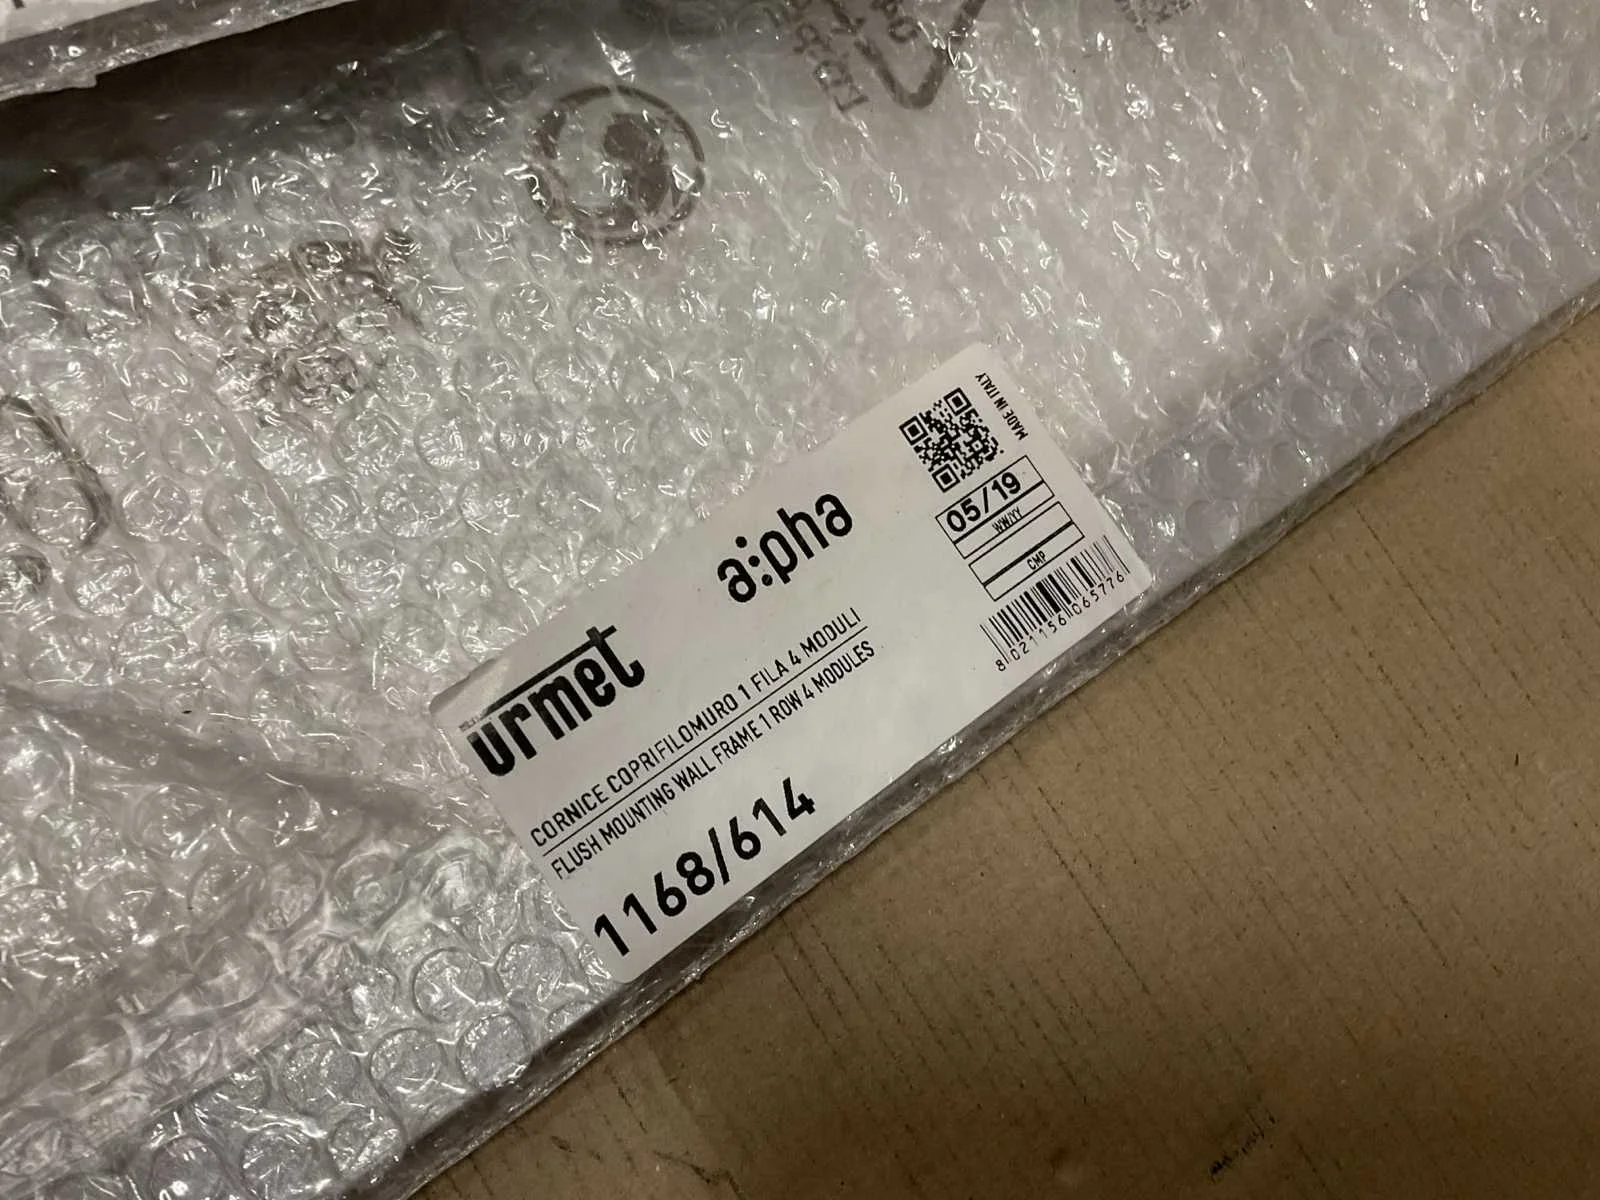 urmet
a:pha
CORNICE COPRIFILOMURO 1 FILA 4 MODULI
FLUSH MOUNTING WALL FRAME 1 ROW 4 MODULES
1168/614
MADE IN ITALY
05/19
WW/YY
CMP
8 021156 065776